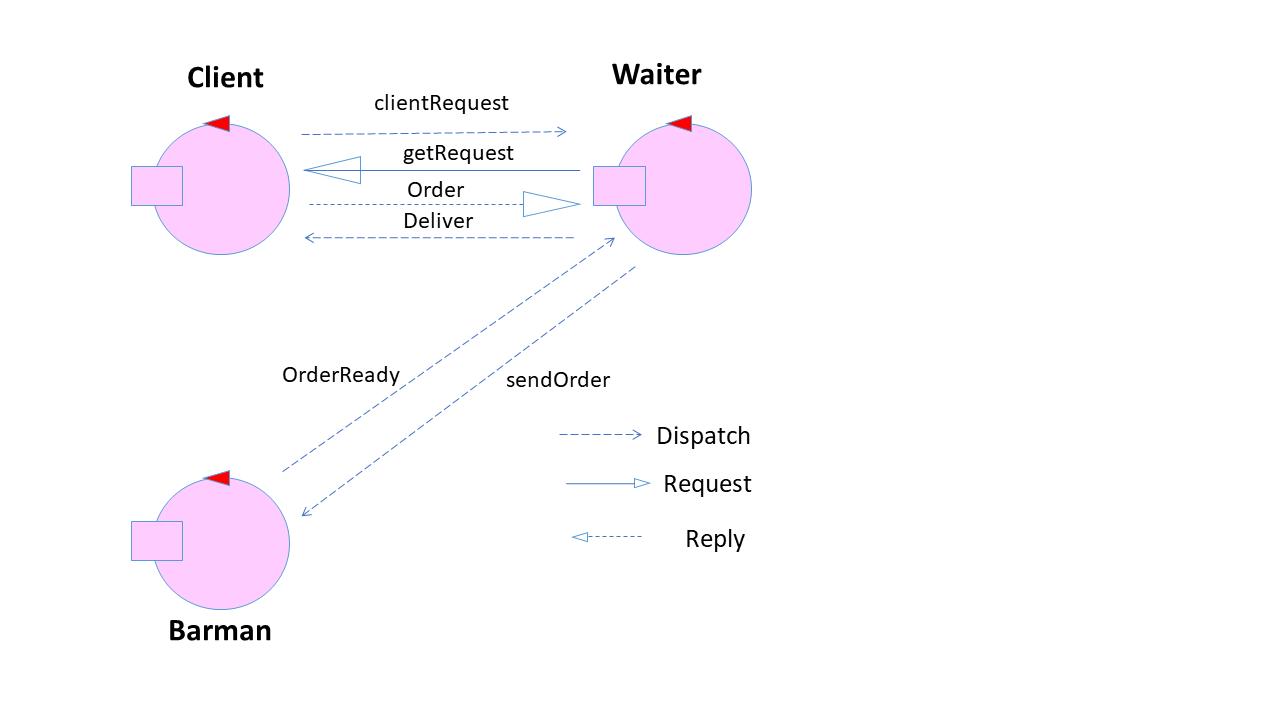 Client
Waiter
clientRequest
getRequest
Order
Deliver
OrderReady
sendOrder
Dispatch
Request
Reply
Barman